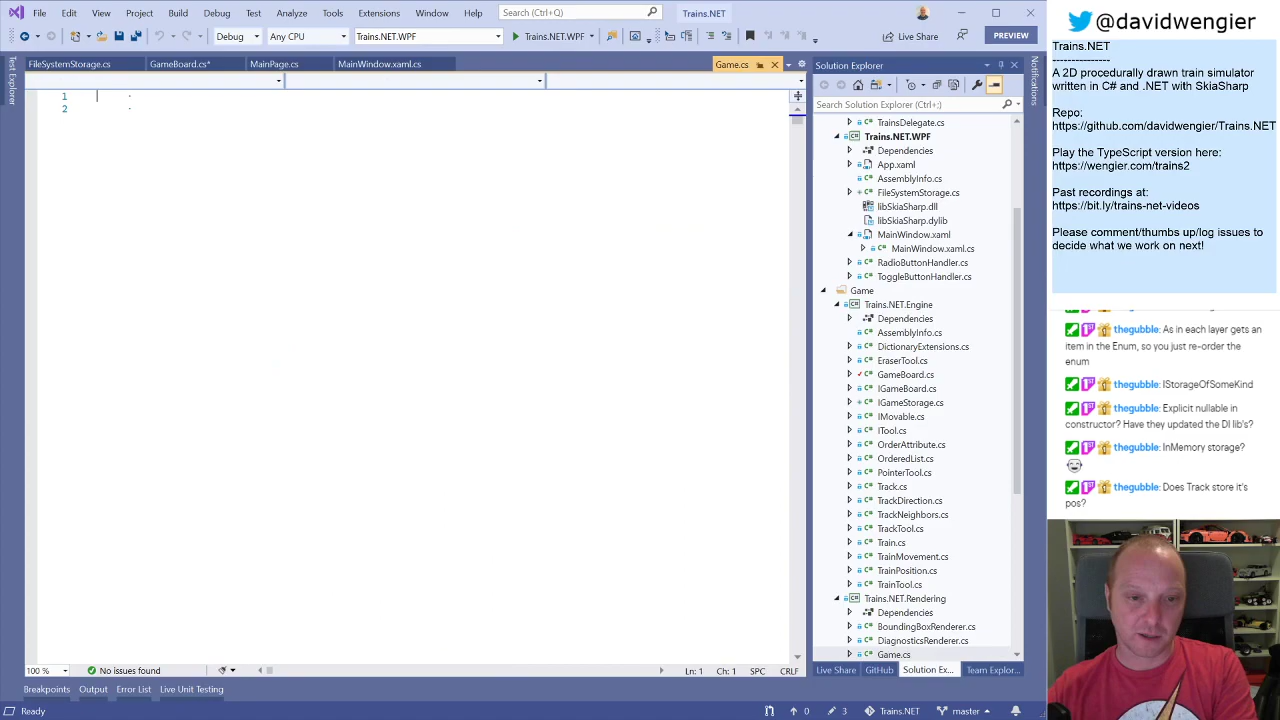 File Edit View Git Project Build Debug Test Analyze Tools Extensions Window Help Search (Ctrl+Q) Trains.NET
Debug Any CPU Trains.NET.WPF Trains.NET.WPF Live Share PREVIEW
FileSystemStorage.cs GameBoard.cs* MainPage.cs MainWindow.xaml.cs Game.cs
Test Explorer
1
2
100 % No issues found Ln: 1 Ch: 1 SPC CRLF
Breakpoints Output Error List Live Unit Testing
Ready 0 3 Trains.NET master
Solution Explorer
Search Solution Explorer (Ctrl+;)
TrainsDelegate.cs
Trains.NET.WPF
Dependencies
App.xaml
AssemblyInfo.cs
FileSystemStorage.cs
libSkiaSharp.dll
libSkiaSharp.dylib
MainWindow.xaml
MainWindow.xaml.cs
RadioButtonHandler.cs
ToggleButtonHandler.cs
Game
Trains.NET.Engine
Dependencies
AssemblyInfo.cs
DictionaryExtensions.cs
EraserTool.cs
GameBoard.cs
IGameBoard.cs
IGameStorage.cs
IMovable.cs
ITool.cs
OrderAttribute.cs
OrderedList.cs
PointerTool.cs
Track.cs
TrackDirection.cs
TrackNeighbors.cs
TrackTool.cs
Train.cs
TrainMovement.cs
TrainPosition.cs
TrainTool.cs
Trains.NET.Rendering
Dependencies
BoundingBoxRenderer.cs
DiagnosticsRenderer.cs
Game.cs
Live Share GitHub Solution Ex... Team Explor...
Notifications
@davidwengier
Trains.NET
---------------
A 2D procedurally drawn train simulator
written in C# and .NET with SkiaSharp
Repo:
https://github.com/davidwengier/Trains.NET
Play the TypeScript version here:
https://wengier.com/trains2
Past recordings at:
https://bit.ly/trains-net-videos
Please comment/thumbs up/log issues to
decide what we work on next!
thegubble: As in each layer gets an
item in the Enum, so you just re-order the
enum
thegubble: IStorageOfSomeKind
thegubble: Explicit nullable in
constructor? Have they updated the DI lib's?
thegubble: InMemory storage?
thegubble: Does Track store it's
pos?